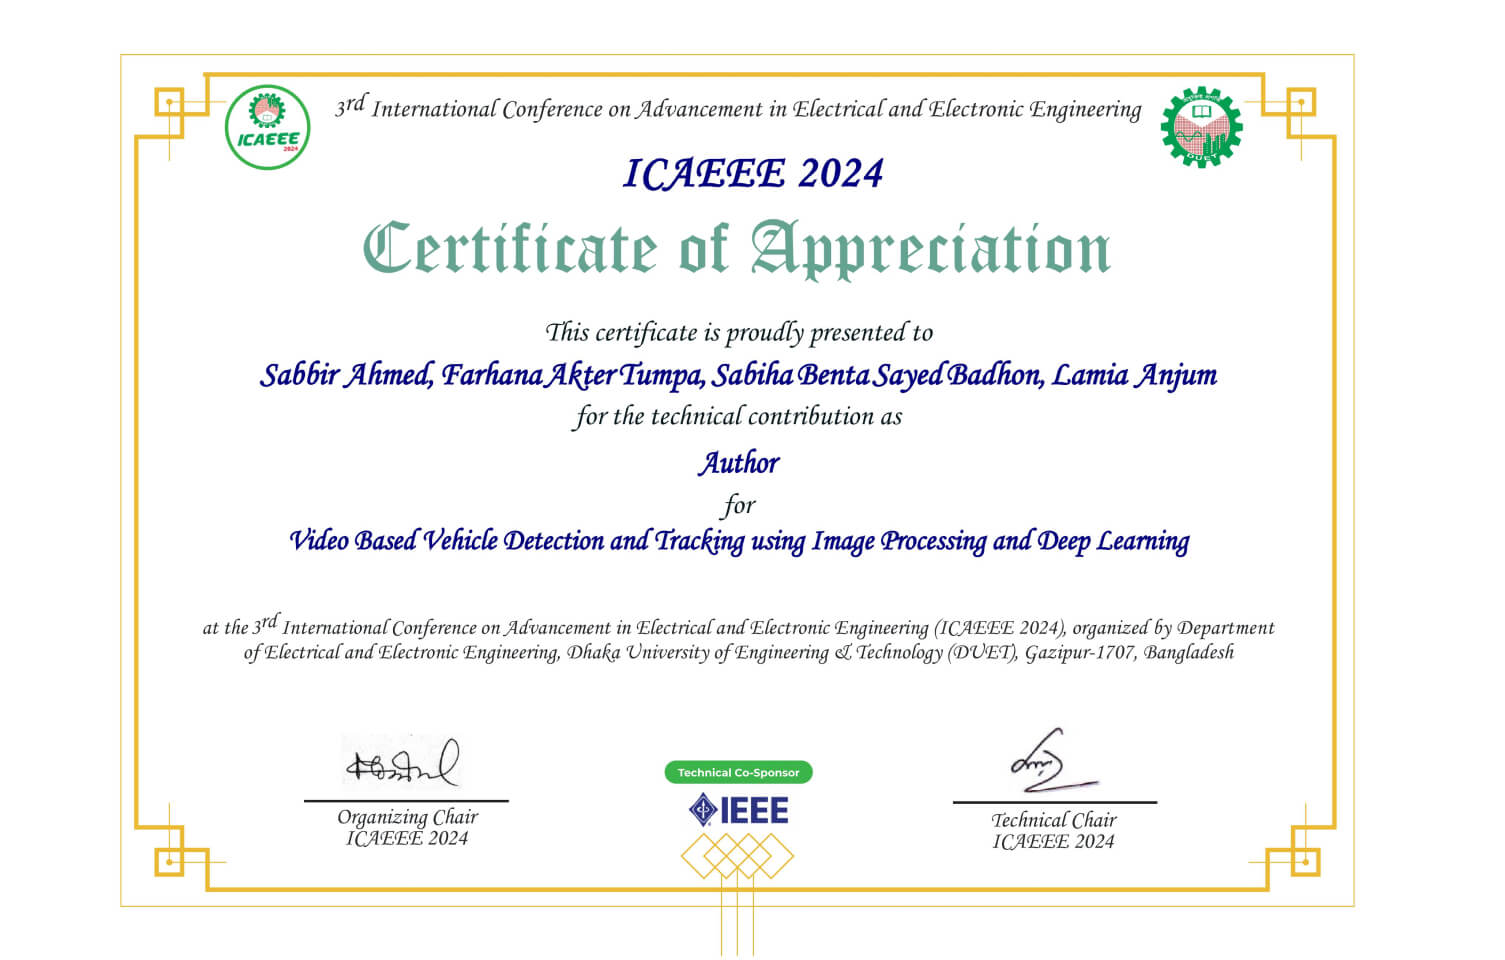 3rd International Conference on Advancement in Electrical and Electronic Engineering
ICAEEE
2024
DUET
ICAEEE 2024
Certificate of Appreciation
This certificate is proudly presented to
Sabbir Ahmed, Farhana Akter Tumpa, Sabiha Benta Sayed Badhon, Lamia Anjum
for the technical contribution as
Author
for
Video Based Vehicle Detection and Tracking using Image Processing and Deep Learning
at the 3rd International Conference on Advancement in Electrical and Electronic Engineering (ICAEEE 2024), organized by Department
of Electrical and Electronic Engineering, Dhaka University of Engineering & Technology (DUET), Gazipur-1707, Bangladesh
Organizing Chair
ICAEEE 2024
Technical Co-Sponsor
IEEE
Technical Chair
ICAEEE 2024